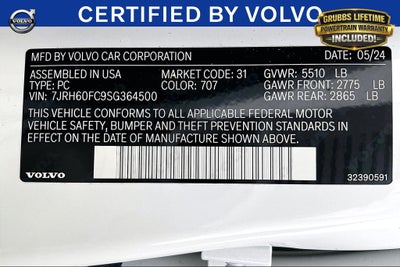 CERTIFIED BY VOLVO
GRUBBS LIFETIME
POWERTRAIN WARRANTY
VOLVO
MFD BY VOLVO CAR CORPORATION DATE: 05/24
ASSEMBLED IN USA MARKET CODE: 31 GVWR: 5510 LB
TYPE: PC COLOR: 707 GAWR FRONT: 2775 LB
VIN: 7JRH60FC9SG364500 GAWR REAR: 2865 LB
THIS VEHICLE CONFORMS TO ALL APPLICABLE FEDERAL MOTOR
VEHICLE SAFETY, BUMPER AND THEFT PREVENTION STANDARDS
IN EFFECT ON THE DATE OF MANUFACTURE SHOWN ABOVE.
VOLVO 32390591